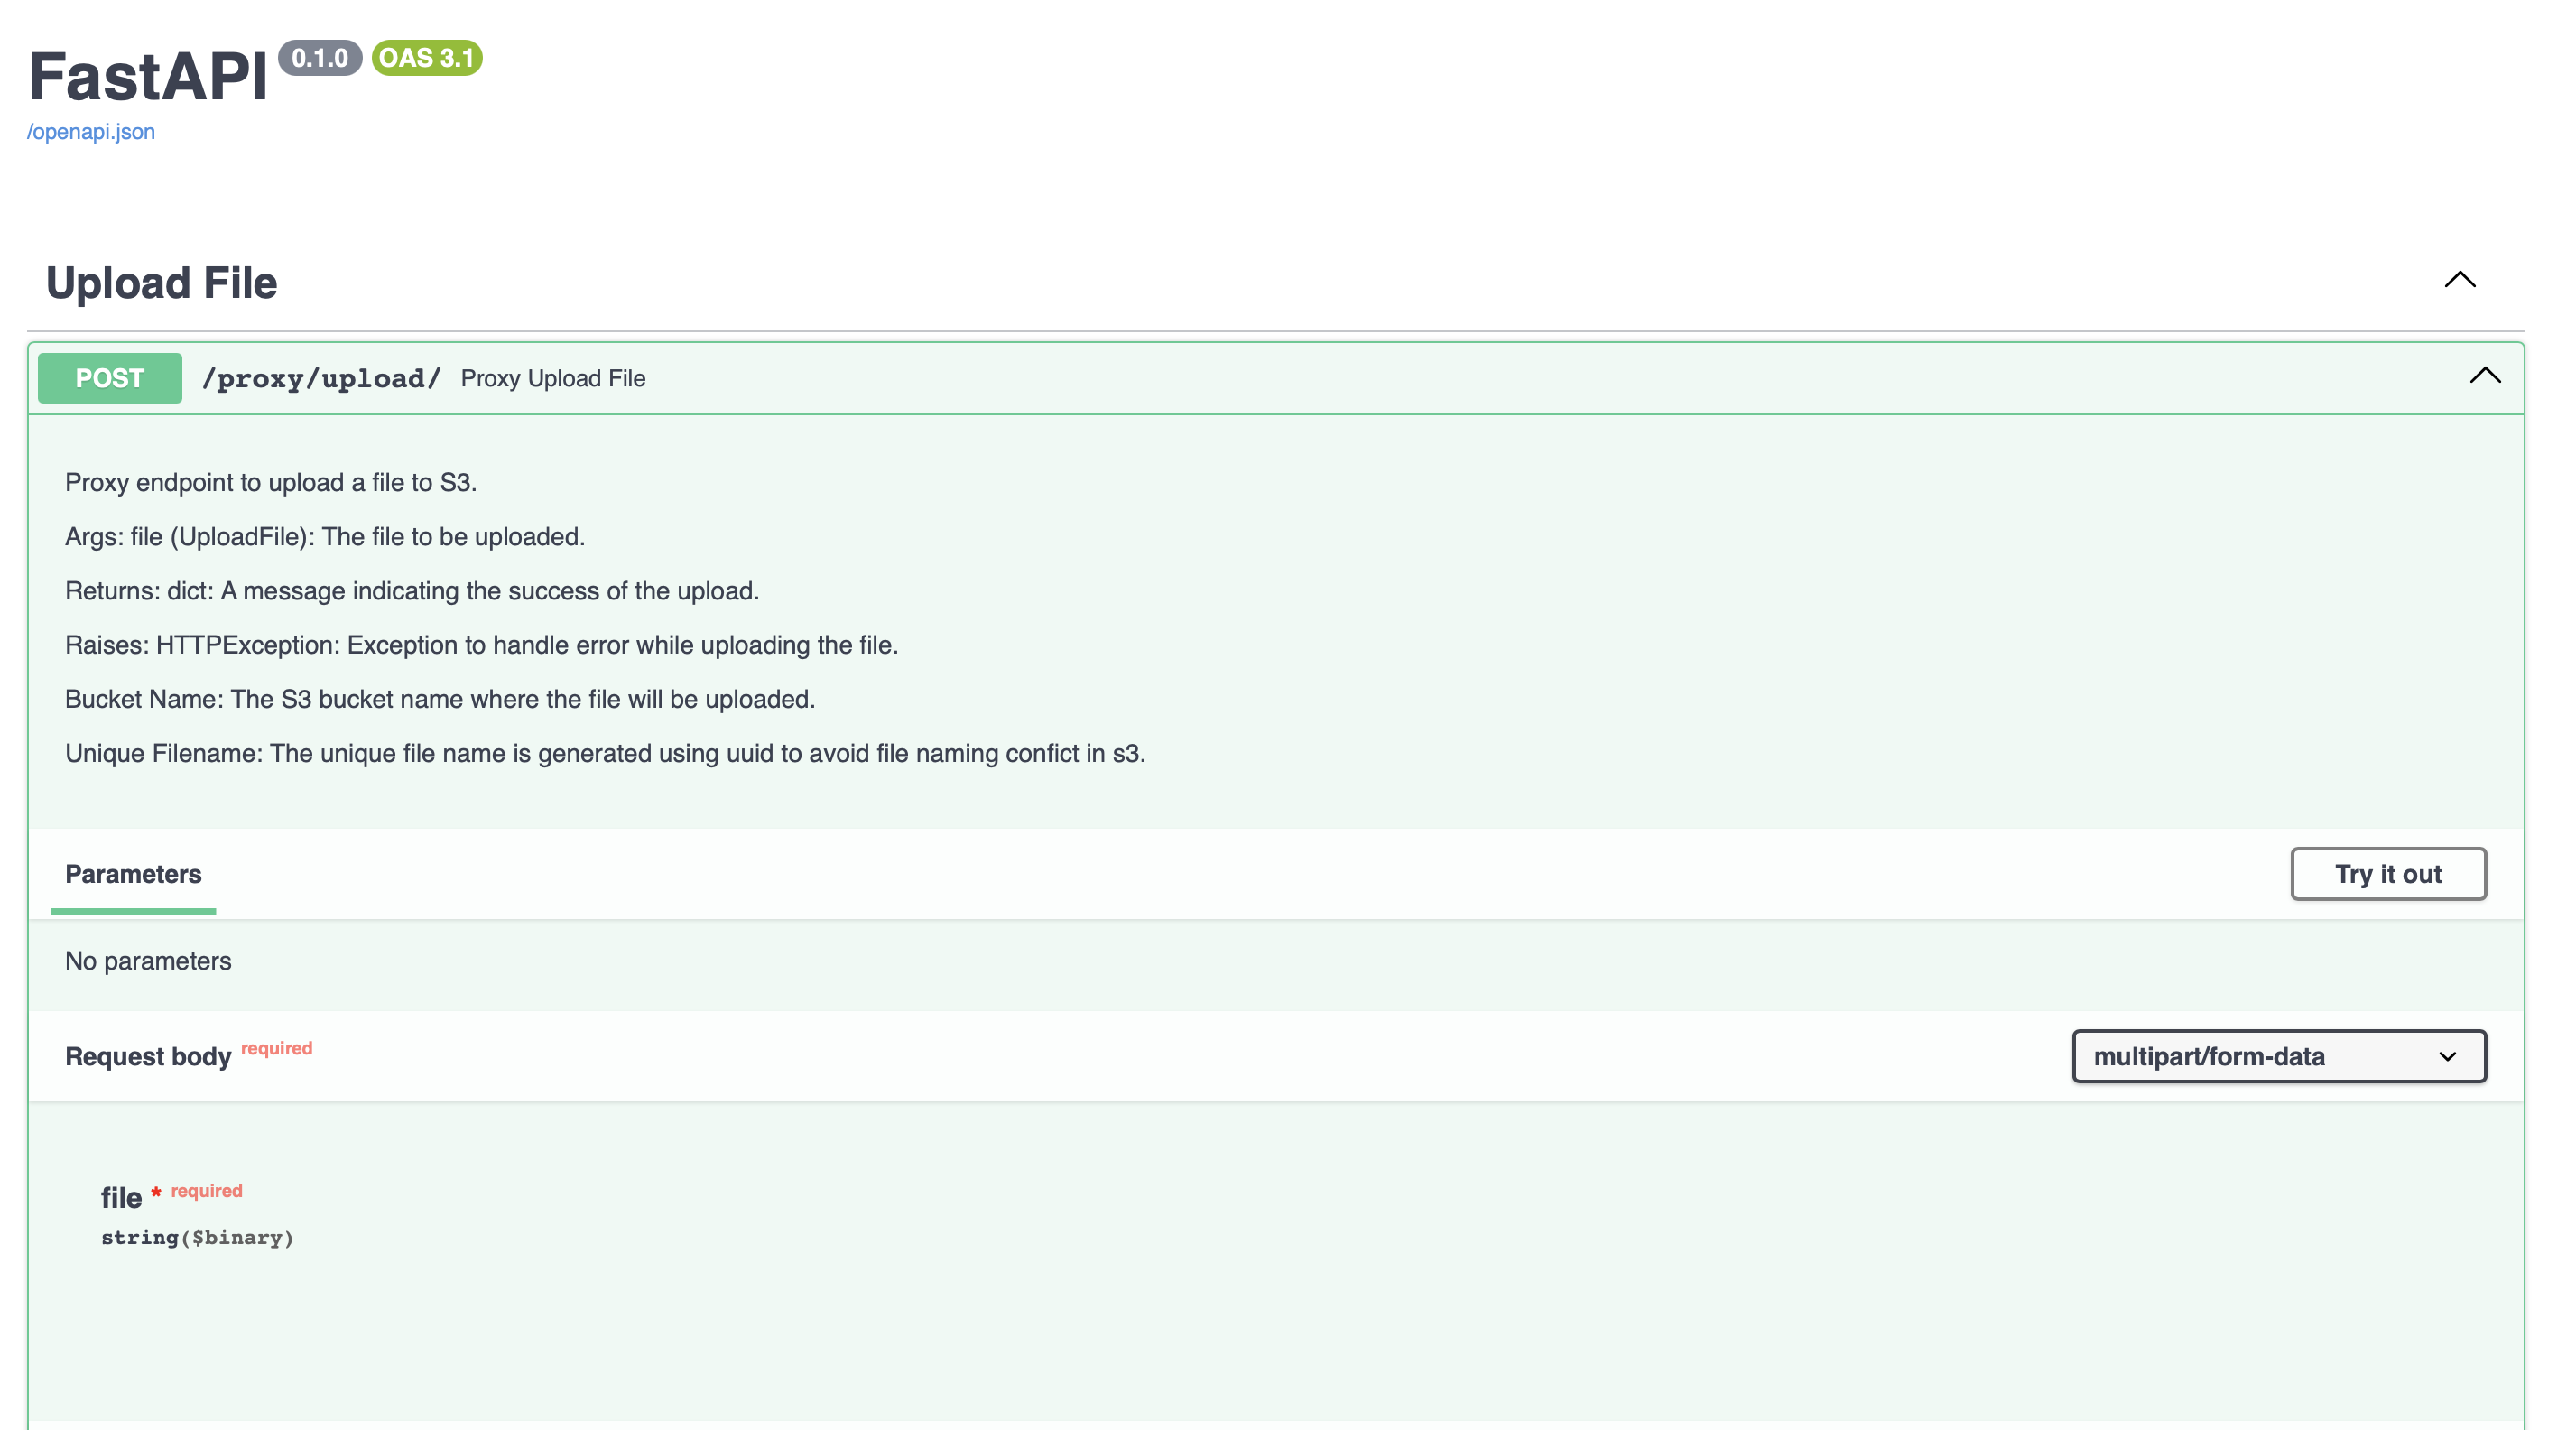 FastAPI 0.1.0 OAS 3.1
/openapi.json
Upload File
POST /proxy/upload/ Proxy Upload File
Proxy endpoint to upload a file to S3.
Args: file (UploadFile): The file to be uploaded.
Returns: dict: A message indicating the success of the upload.
Raises: HTTPException: Exception to handle error while uploading the file.
Bucket Name: The S3 bucket name where the file will be uploaded.
Unique Filename: The unique file name is generated using uuid to avoid file naming confict in s3.
Parameters Try it out
No parameters
Request body required multipart/form-data
file * required
string($binary)